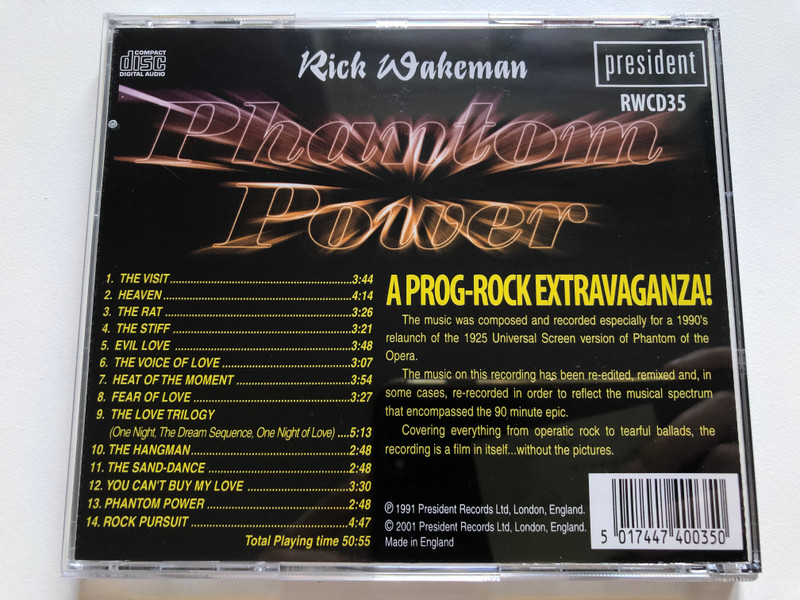 COMPACT
disc
DIGITAL AUDIO
Rick Wakeman
president
RWCD35
Phantom
Power
1. THE VISIT..........3:44
2. HEAVEN..........4:14
3. THE RAT..........3:26
4. THE STIFF..........3:21
5. EVIL LOVE..........3:48
6. THE VOICE OF LOVE..........3:07
7. HEAT OF THE MOMENT..........3:54
8. FEAR OF LOVE..........3:27
9. THE LOVE TRILOGY
(One Night, The Dream Sequence, One Night of Love)....5:13
10. THE HANGMAN..........2:48
11. THE SAND-DANCE..........2:48
12. YOU CAN'T BUY MY LOVE..........3:30
13. PHANTOM POWER..........2:48
14. ROCK PURSUIT..........4:47
Total Playing time 50:55
A PROG-ROCK EXTRAVAGANZA!
The music was composed and recorded especially for a 1990's
relaunch of the 1925 Universal Screen version of Phantom of the
Opera.
The music on this recording has been re-edited, remixed and, in
some cases, re-recorded in order to reflect the musical spectrum
that encompassed the 90 minute epic.
Covering everything from operatic rock to tearful ballads, the
recording is a film in itself...without the pictures.
℗ 1991 President Records Ltd, London, England.
© 2001 President Records Ltd, London, England.
Made in England
5 017447 400350